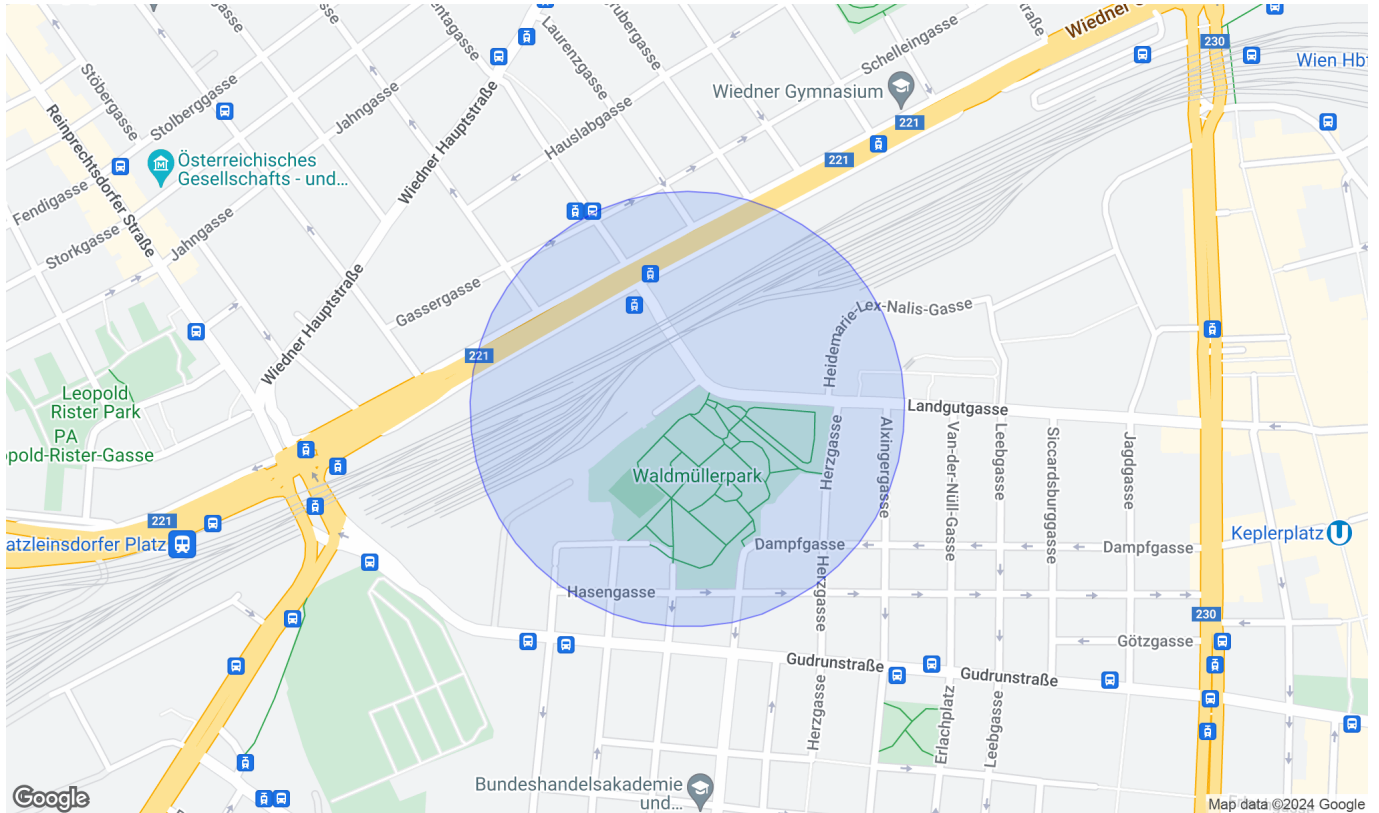 Wiedner
230
Wien Hbf
Laurenzgasse
Schelleingasse
Stöbergasse
Stolberggasse
Jahngasse
Wiedner Hauptstraße
Hauslabgasse
Wiedner Gymnasium
221
221
Reinprechtsdorfer Straße
Österreichisches
Gesellschafts - und...
Fendigasse
Storkgasse
Jahngasse
Gassergasse
Wiedner Hauptstraße
221
Heidemarie-Lex-Nalis-Gasse
Leopold
Rister Park
PA
opold-Rister-Gasse
Landgutgasse
Herzgasse
Alxingergasse
Van-der-Nüll-Gasse
Leebgasse
Siccardsburggasse
Jagdgasse
Waldmüllerpark
221
atzleinsdorfer Platz
Keplerplatz
Dampfgasse
Dampfgasse
Hasengasse
Herzgasse
230
Götzgasse
Gudrunstraße
Gudrunstraße
Herzgasse
Erlachplatz
Leebgasse
Bundeshandelsakademie
und...
Google
Map data ©2024 Google